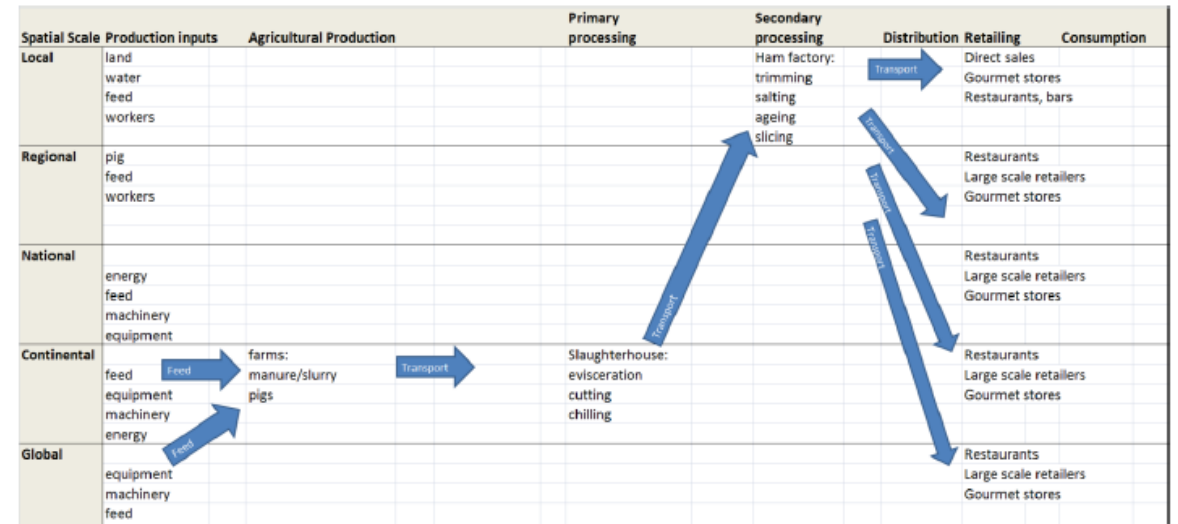 Primary Secondary
Spatial Scale Production inputs Agricultural Production processing processing Distribution Retailing Consumption
Local land Ham factory: Transport Direct sales
water trimming Gourmet stores
feed salting Restaurants, bars
workers ageing Transport
slicing
Regional pig Restaurants
feed Transport Large scale retailers
workers Gourmet stores
Transport
National Restaurants
energy Large scale retailers
feed Gourmet stores
machinery Transport
equipment
Continental farms: Slaughterhouse: Restaurants
feed Feed manure/slurry Transport evisceration Large scale retailers
equipment pigs cutting Gourmet stores
machinery chilling
energy Feed
Global Restaurants
equipment Large scale retailers
machinery Gourmet stores
feed